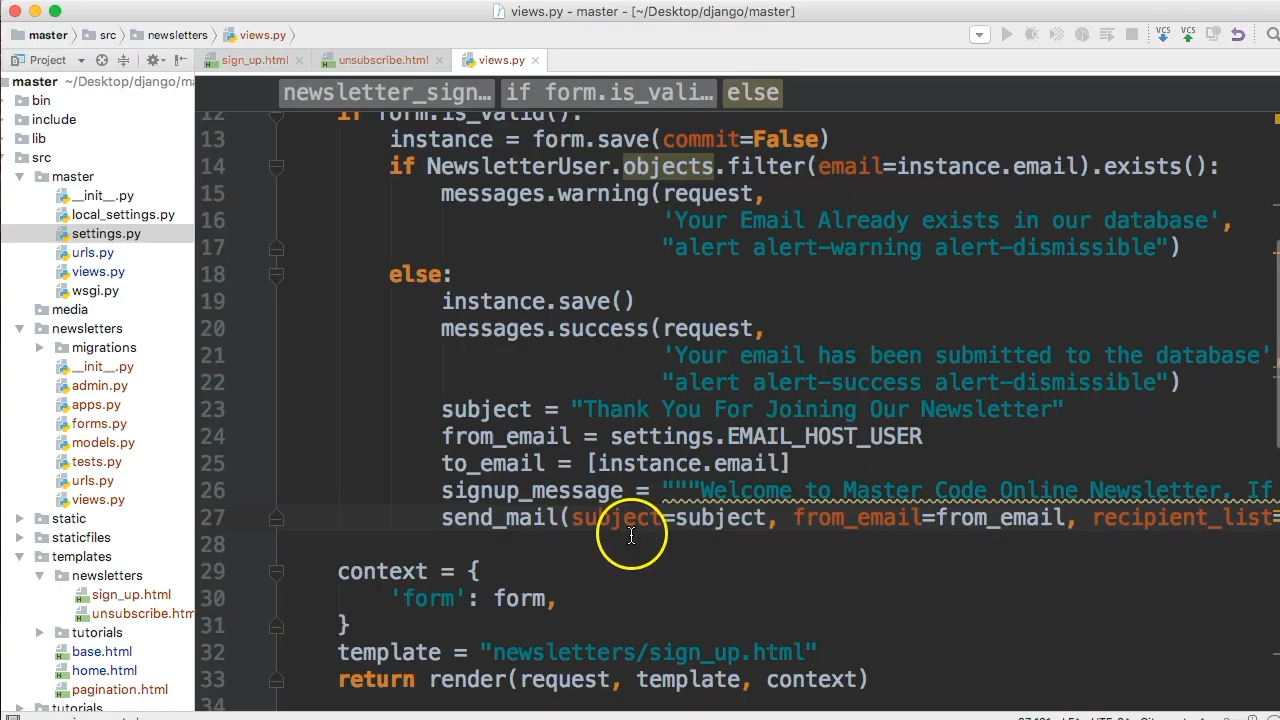 views.py - master - [~/Desktop/django/master]
master src newsletters views.py
VCS VCS
Project sign_up.html unsubscribe.html views.py
master ~/Desktop/django/ma
newsletter_sign… if form.is_vali… else
bin
include
lib
src
master
__init__.py
local_settings.py
settings.py
urls.py
views.py
wsgi.py
media
newsletters
migrations
__init__.py
admin.py
apps.py
forms.py
models.py
tests.py
urls.py
views.py
static
staticfiles
templates
newsletters
sign_up.html
unsubscribe.htm
tutorials
base.html
home.html
pagination.html
tutorials
12 if form.is_valid():
13 instance = form.save(commit=False)
14 if NewsletterUser.objects.filter(email=instance.email).exists():
15 messages.warning(request,
16 'Your Email Already exists in our database',
17 "alert alert-warning alert-dismissible")
18 else:
19 instance.save()
20 messages.success(request,
21 'Your email has been submitted to the database'
22 "alert alert-success alert-dismissible")
23 subject = "Thank You For Joining Our Newsletter"
24 from_email = settings.EMAIL_HOST_USER
25 to_email = [instance.email]
26 signup_message = """Welcome to Master Code Online Newsletter. If
27 send_mail(subject=subject, from_email=from_email, recipient_list=
28
29 context = {
30 'form': form,
31 }
32 template = "newsletters/sign_up.html"
33 return render(request, template, context)
34